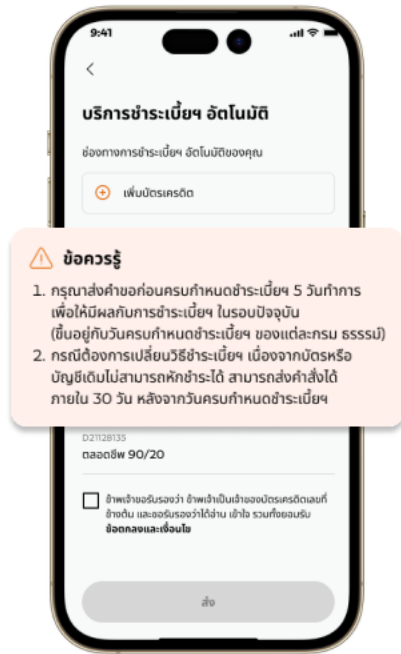 9:41
บริการชำระเบี้ยฯ อัตโนมัติ
ช่องทางการชำระเบี้ยฯ อัตโนมัติของคุณ
เพิ่มบัตรเครดิต
ข้อควรรู้
1. กรุณาส่งคำขอก่อนครบกำหนดชำระเบี้ยฯ 5 วันทำการ
เพื่อให้มีผลกับการชำระเบี้ยฯ ในรอบปัจจุบัน
(ขึ้นอยู่กับวันครบกำหนดชำระเบี้ยฯ ของแต่ละกรม ธรรรม์)
2. กรณีต้องการเปลี่ยนวิธีชำระเบี้ยฯ เนื่องจากบัตรหรือ
บัญชีเดิมไม่สามารถหักชำระได้ สามารถส่งคำสั่งได้
ภายใน 30 วัน หลังจากวันครบกำหนดชำระเบี้ยฯ
D21128135
ตลอดชีพ 90/20
ข้าพเจ้าขอรับรองว่า ข้าพเจ้าเป็นเจ้าของบัตรเครดิตเลขที่
ข้างต้น และขอรับรองว่าได้อ่าน เข้าใจ รวมทั้งยอมรับ
ข้อตกลงและเงื่อนไข
ส่ง